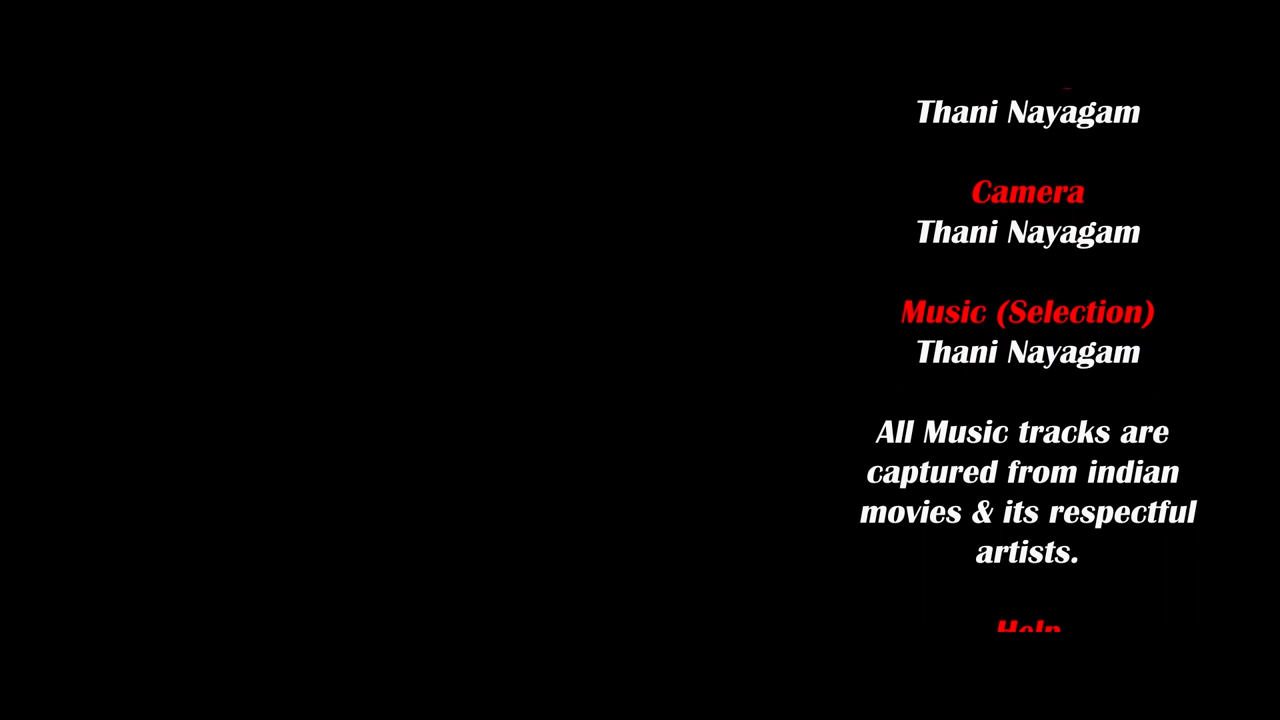 Thani Nayagam
Camera
Thani Nayagam
Music (Selection)
Thani Nayagam
All Music tracks are
captured from indian
movies & its respectful
artists.
Help